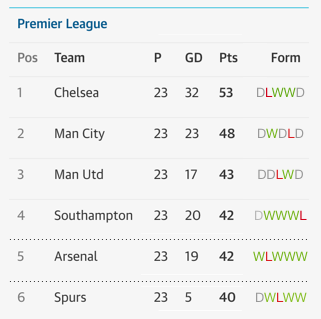 Premier League
Pos Team P GD Pts Form
1 Chelsea 23 32 53 DLWWD
2 Man City 23 23 48 DWDLD
3 Man Utd 23 17 43 DDLWD
4 Southampton 23 20 42 DWWWL
5 Arsenal 23 19 42 WLWWW
6 Spurs 23 5 40 DWLWW